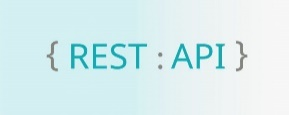 { REST : API }